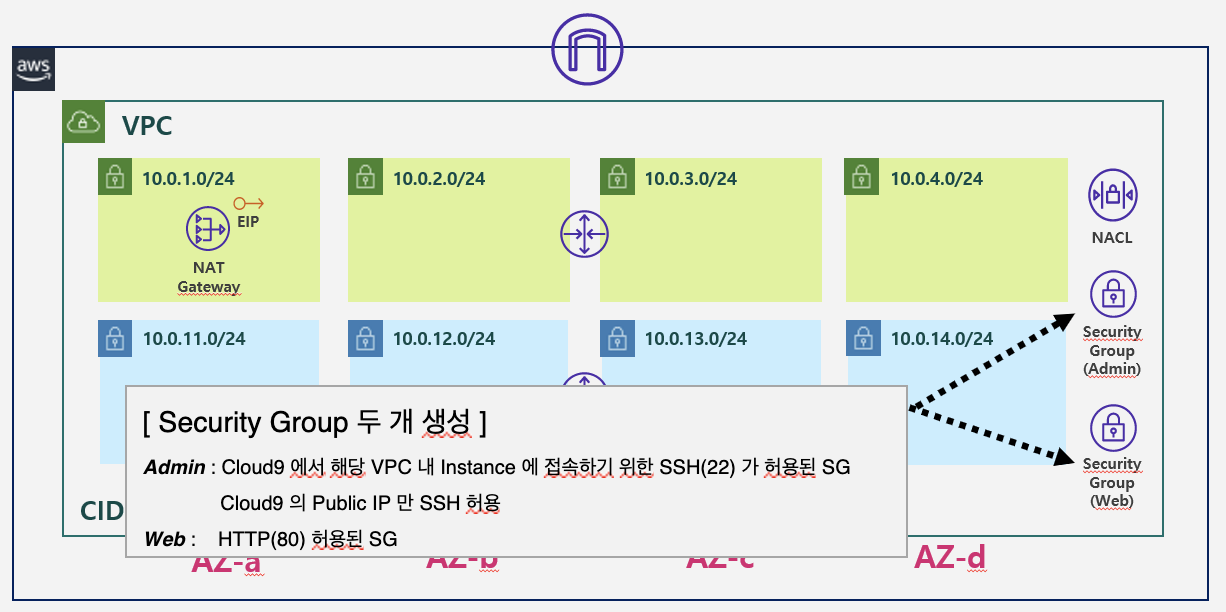 aws
VPC
10.0.1.0/24
10.0.2.0/24
10.0.3.0/24
10.0.4.0/24
EIP
NAT
Gateway
NACL
Security
Group
(Admin)
10.0.11.0/24
10.0.12.0/24
10.0.13.0/24
10.0.14.0/24
[ Security Group 두 개 생성 ]
Admin : Cloud9 에서 해당 VPC 내 Instance 에 접속하기 위한 SSH(22) 가 허용된 SG
Cloud9 의 Public IP 만 SSH 허용
Web : HTTP(80) 허용된 SG
Security
Group
(Web)
CID
AZ-a
AZ-b
AZ-c
AZ-d